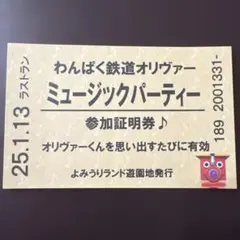 わんぱく鉄道オリヴァー
ミュージックパーティー
参加証明券♪
オリヴァーくんを思い出すたびに有効
よみうりランド遊園地発行
25.1.13 ラストラン
189 2001331-